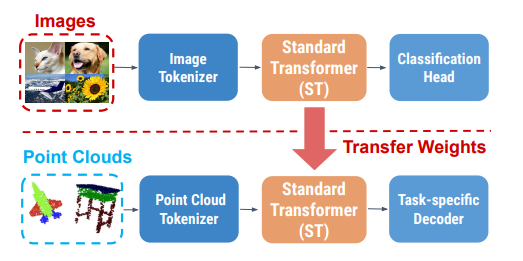 Images
Image
Tokenizer
Standard
Transformer
(ST)
Classification
Head
Transfer Weights
Point Clouds
Point Cloud
Tokenizer
Standard
Transformer
(ST)
Task-specific
Decoder